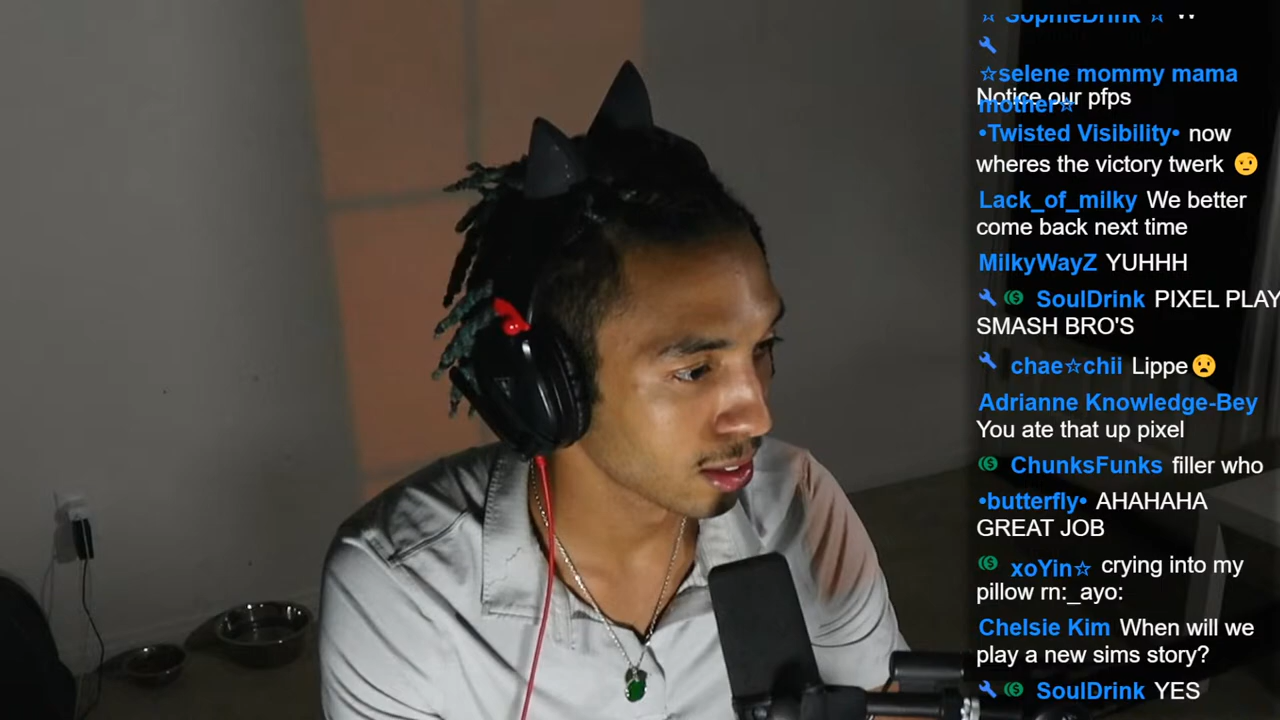 ☆ SophieDrink ☆ W
☆selene mommy mama
mother☆
Notice our pfps
•Twisted Visibility• now
wheres the victory twerk 🤨
Lack_of_milky We better
come back next time
MilkyWayZ YUHHH
SoulDrink PIXEL PLAY
SMASH BRO'S
chae☆chii Lippe😦
Adrianne Knowledge-Bey
You ate that up pixel
ChunksFunks filler who
•butterfly• AHAHAHA
GREAT JOB
xoYin☆ crying into my
pillow rn:_ayo:
Chelsie Kim When will we
play a new sims story?
SoulDrink YES